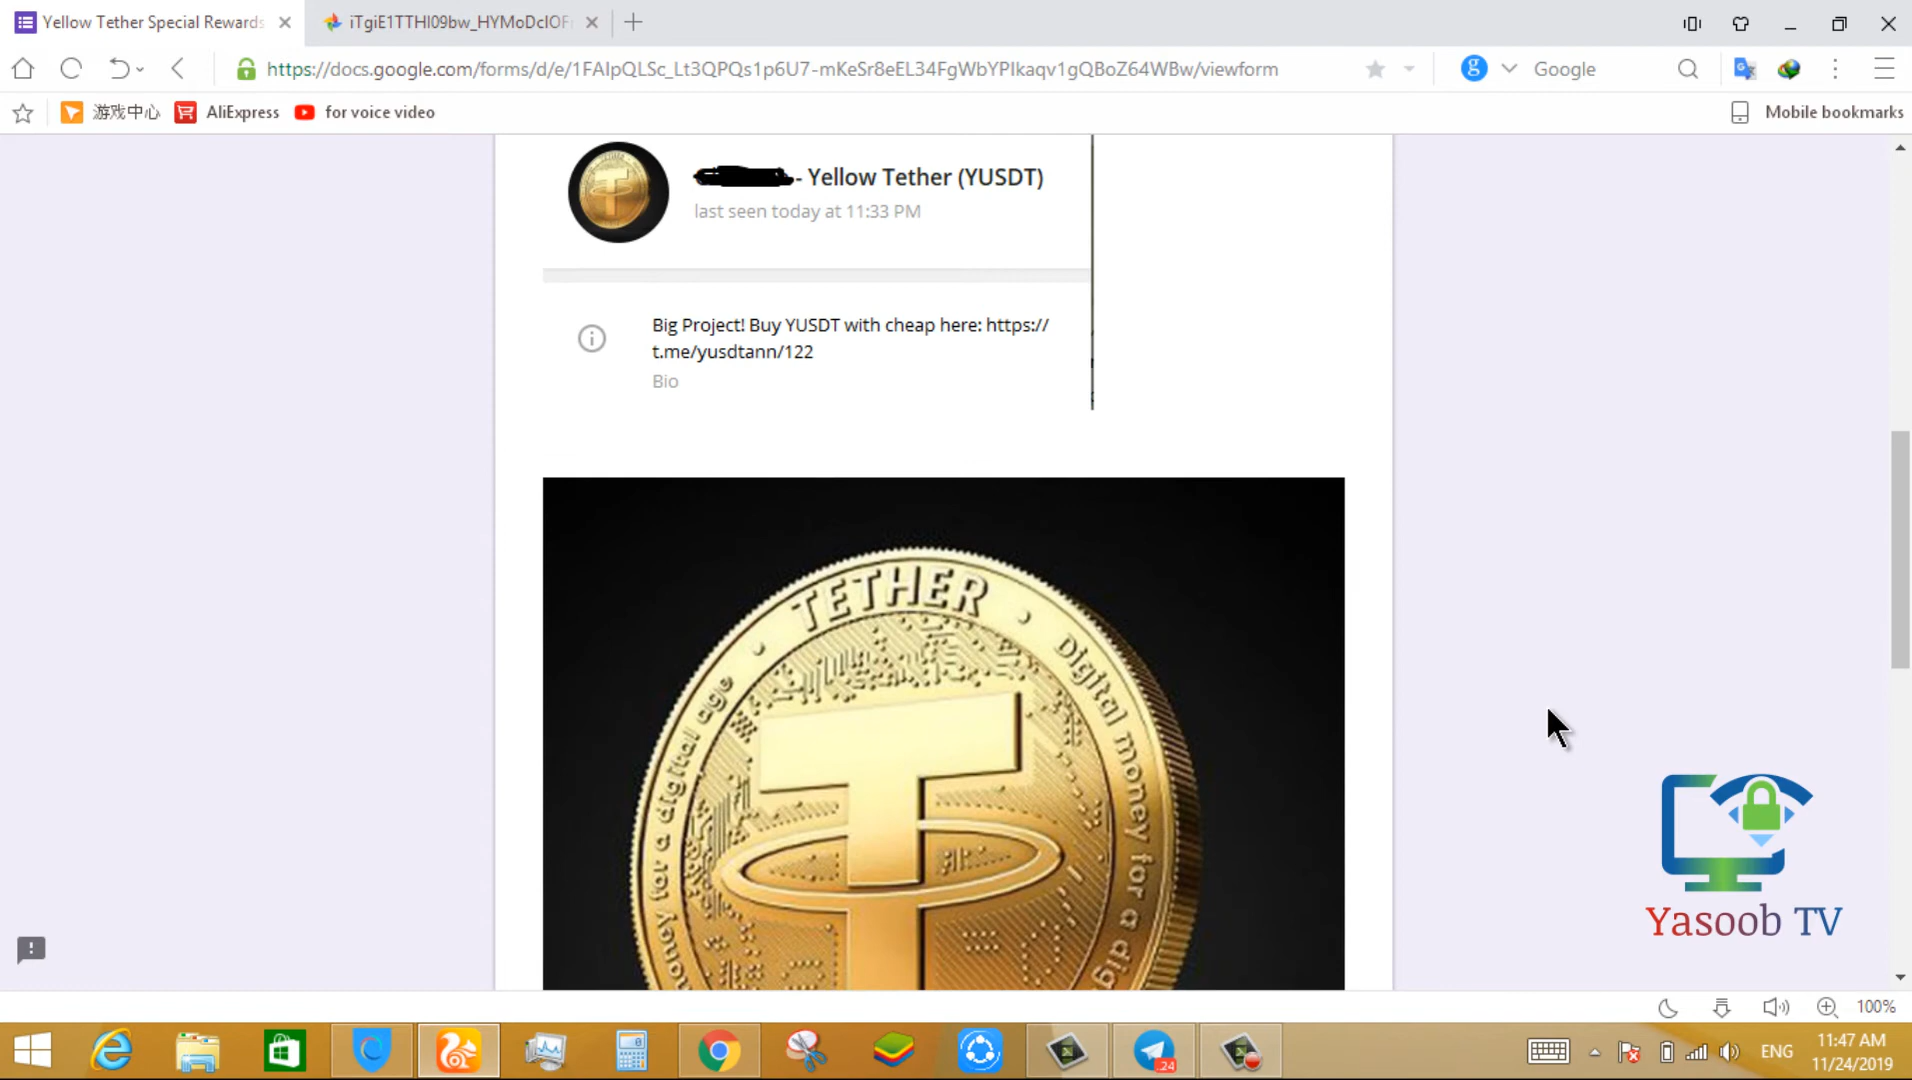 Yellow Tether Special Rewards
iTgiE1TTHI09bw_HYMoDcIOF
https://docs.google.com/forms/d/e/1FAIpQLSc_Lt3QPQs1p6U7-mKeSr8eEL34FgWbYPIkaqv1gQBoZ64WBw/viewform
Google
游戏中心
AliExpress
for voice video
Mobile bookmarks
- Yellow Tether (YUSDT)
last seen today at 11:33 PM
Big Project! Buy YUSDT with cheap here: https://
t.me/yusdtann/122
Bio
TETHER
Digital money for a dig
money for a digital age
Yasoob TV
100%
.24
ENG
11:47 AM
11/24/2019